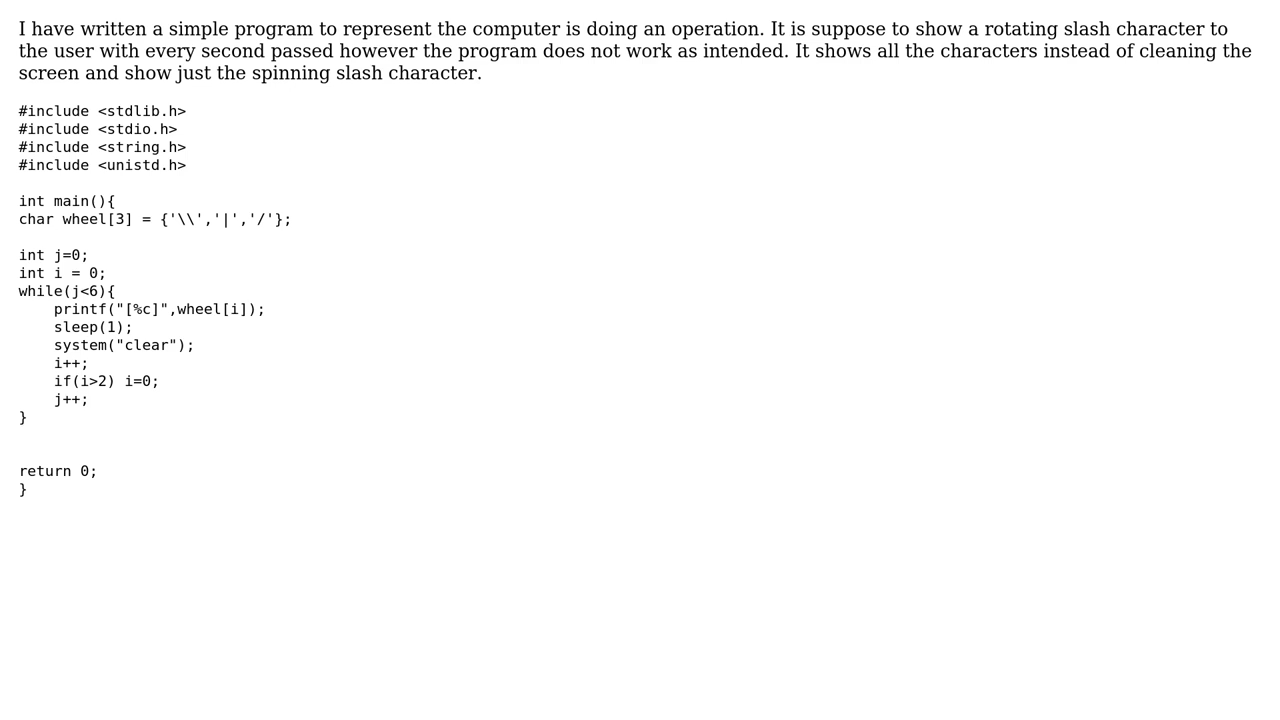 I have written a simple program to represent the computer is doing an operation. It is suppose to show a rotating slash character to
the user with every second passed however the program does not work as intended. It shows all the characters instead of cleaning the
screen and show just the spinning slash character.
#include <stdlib.h>
#include <stdio.h>
#include <string.h>
#include <unistd.h>
int main(){
char wheel[3] = {'\\','|','/'};
int j=0;
int i = 0;
while(j<6){
    printf("[%c]",wheel[i]);
    sleep(1);
    system("clear");
    i++;
    if(i>2) i=0;
    j++;
}
return 0;
}